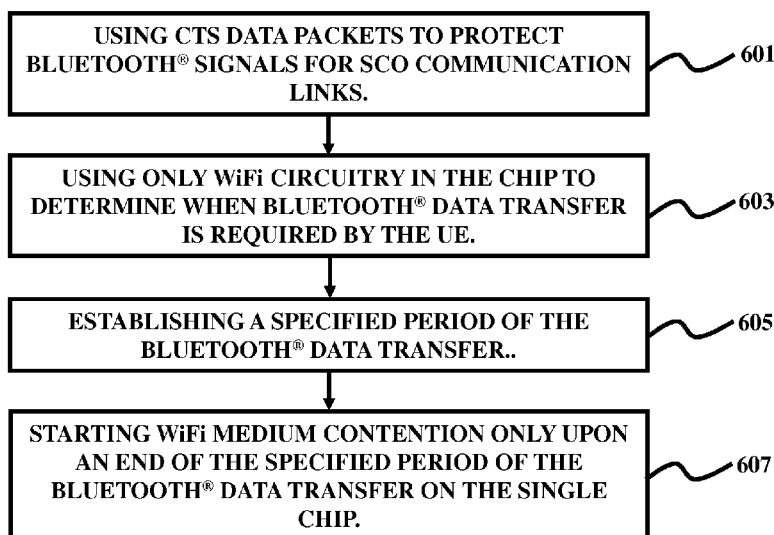 USING CTS DATA PACKETS TO PROTECT
BLUETOOTH® SIGNALS FOR SCO COMMUNICATION
LINKS.
601
USING ONLY WiFi CIRCUITRY IN THE CHIP TO
DETERMINE WHEN BLUETOOTH® DATA TRANSFER
IS REQUIRED BY THE UE.
603
ESTABLISHING A SPECIFIED PERIOD OF THE
BLUETOOTH® DATA TRANSFER..
605
STARTING WiFi MEDIUM CONTENTION ONLY UPON
AN END OF THE SPECIFIED PERIOD OF THE
BLUETOOTH® DATA TRANSFER ON THE SINGLE
CHIP.
607